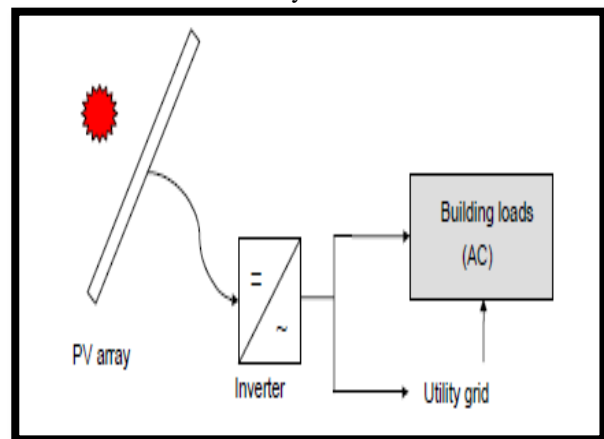 Building loads
(AC)
=
~
PV array
Inverter
Utility grid